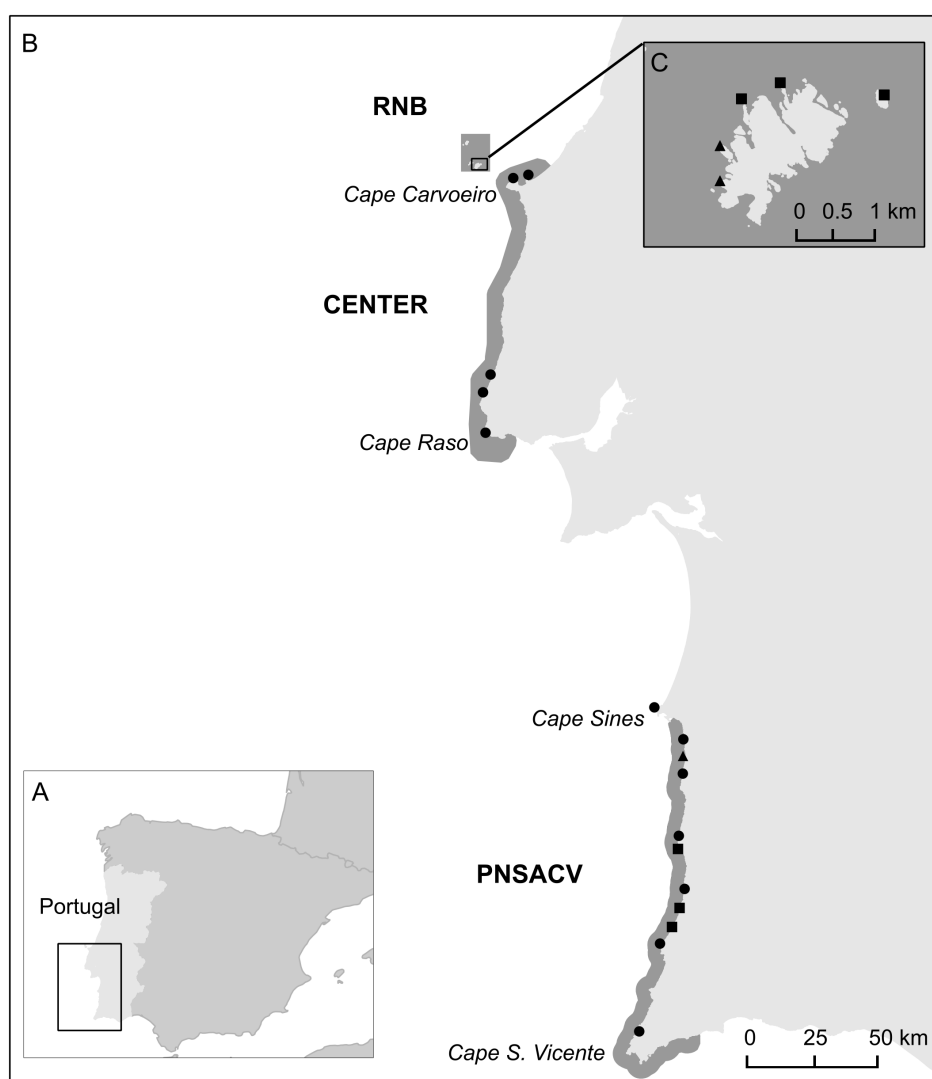 B
RNB
C
0 0.5 1 km
Cape Carvoeiro
CENTER
Cape Raso
Cape Sines
A
Portugal
PNSACV
Cape S. Vicente
0 25 50 km